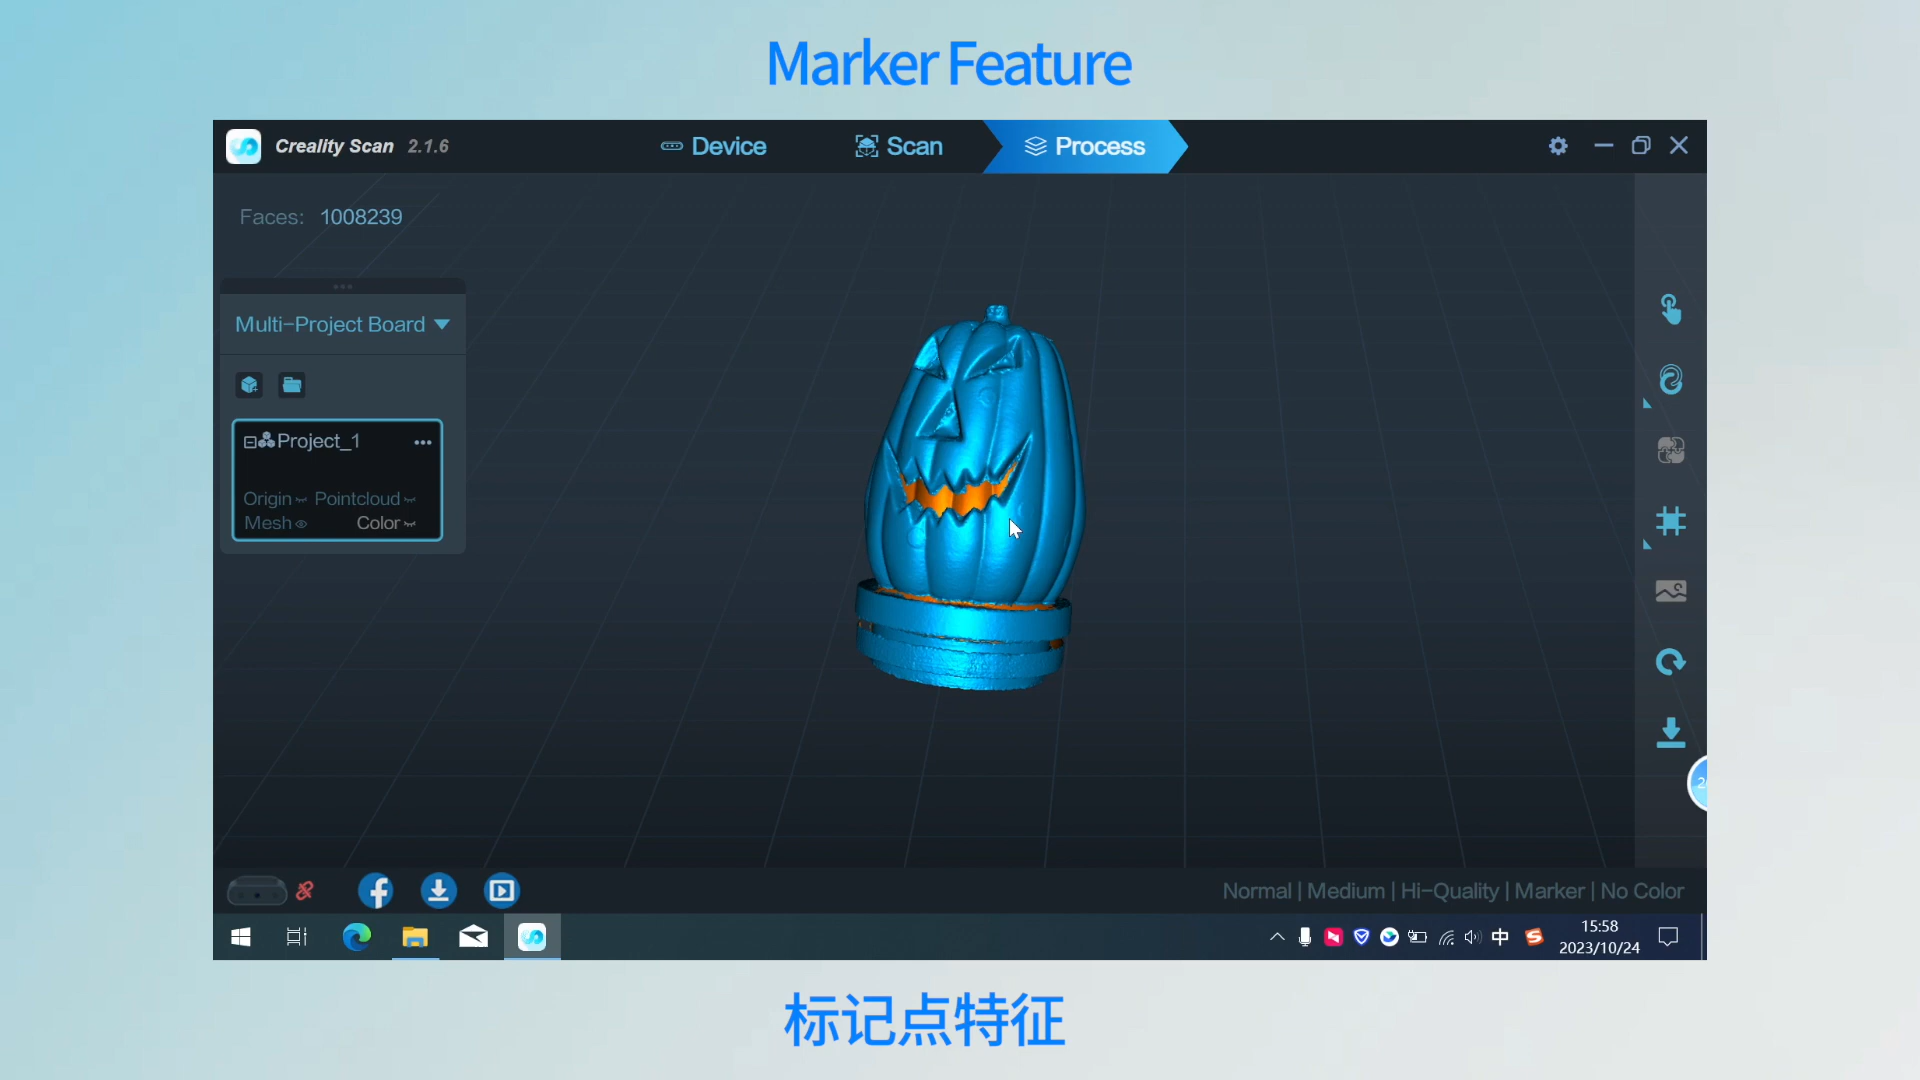 Marker Feature
Creality Scan 2.1.6
Device
Scan
Process
Faces: 1008239
Multi-Project Board
Project_1
Origin Pointcloud
Mesh Color
Normal | Medium | Hi-Quality | Marker | No Color
中
15:58
2023/10/24
标记点特征